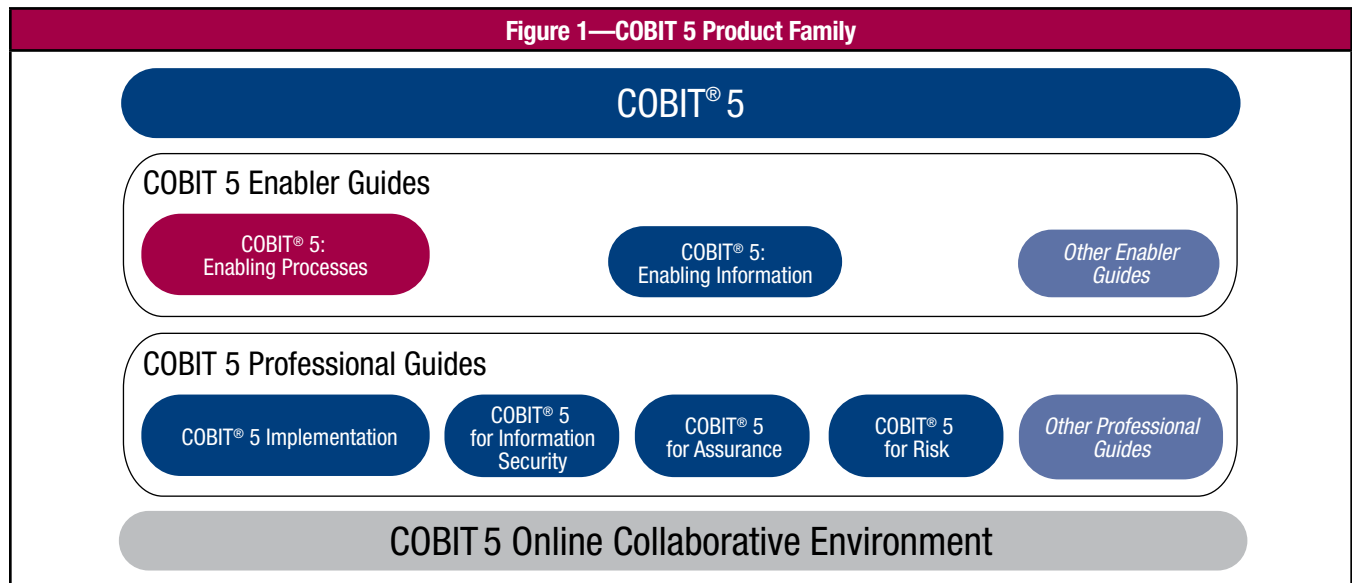 Figure 1—COBIT 5 Product Family
COBIT® 5
COBIT 5 Enabler Guides
COBIT® 5:
Enabling Processes
COBIT® 5:
Enabling Information
Other Enabler
Guides
COBIT 5 Professional Guides
COBIT® 5 Implementation
COBIT® 5
for Information
Security
COBIT® 5
for Assurance
COBIT® 5
for Risk
Other Professional
Guides
COBIT 5 Online Collaborative Environment